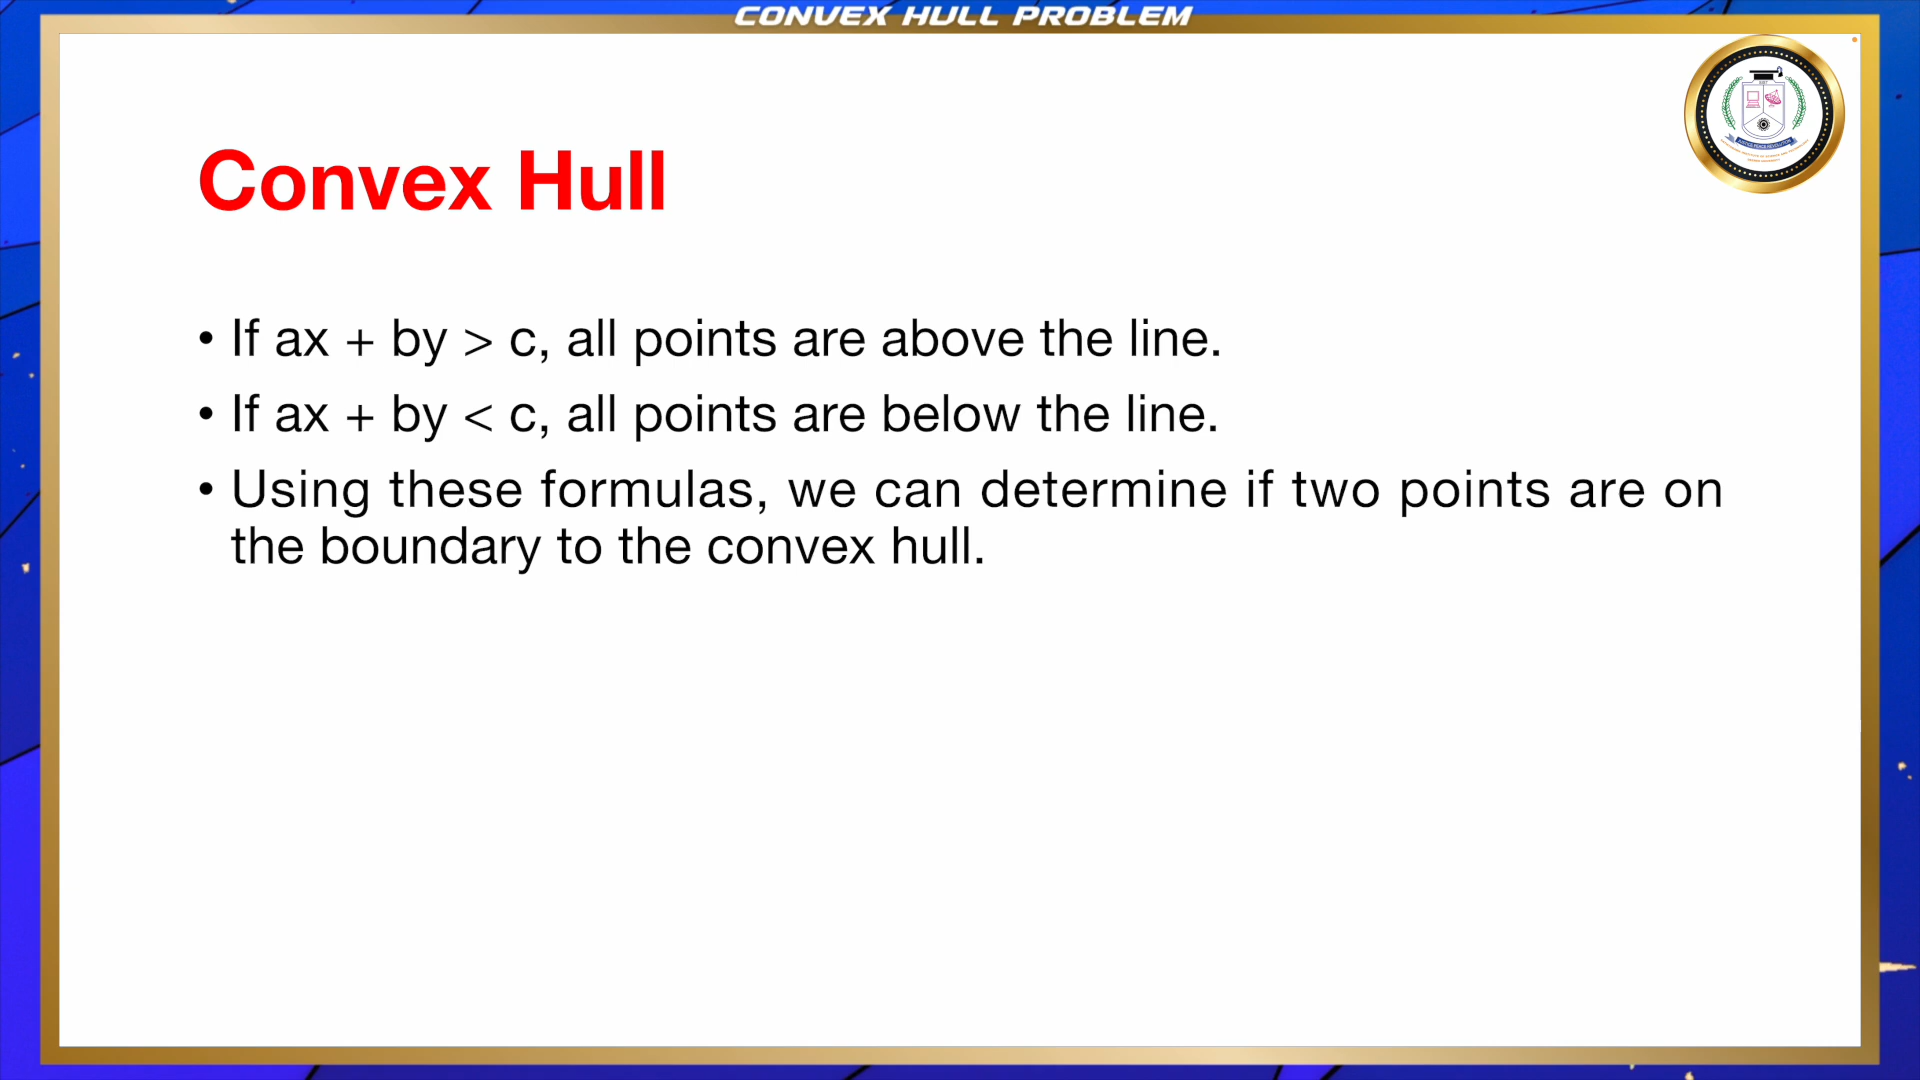 CONVEX HULL PROBLEM
Convex Hull
• If ax + by > c, all points are above the line.
• If ax + by < c, all points are below the line.
• Using these formulas, we can determine if two points are on
the boundary to the convex hull.